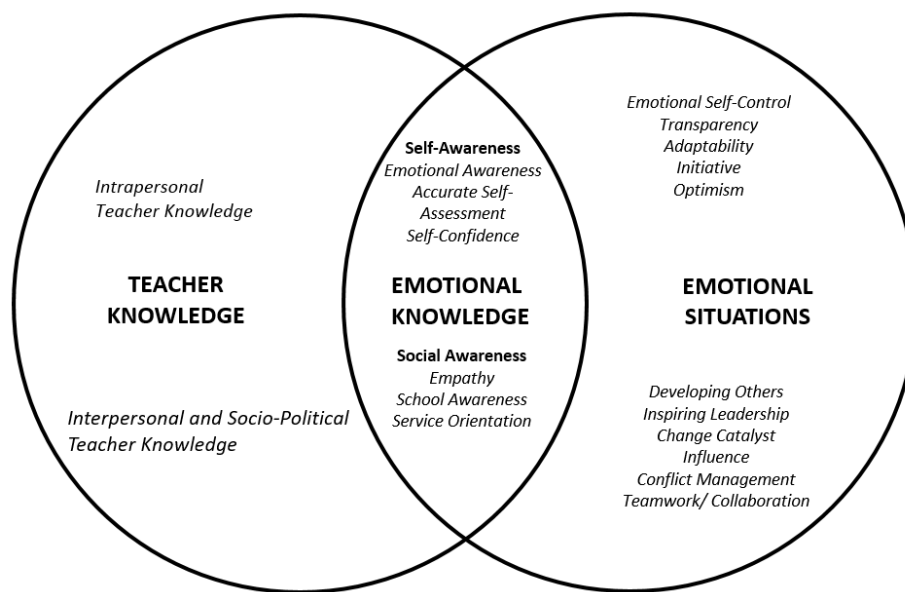 Intrapersonal
Teacher Knowledge
TEACHER
KNOWLEDGE
Interpersonal and Socio-Political
Teacher Knowledge
Self-Awareness
Emotional Awareness
Accurate Self-
Assessment
Self-Confidence
EMOTIONAL
KNOWLEDGE
Social Awareness
Empathy
School Awareness
Service Orientation
Emotional Self-Control
Transparency
Adaptability
Initiative
Optimism
EMOTIONAL
SITUATIONS
Developing Others
Inspiring Leadership
Change Catalyst
Influence
Conflict Management
Teamwork/ Collaboration